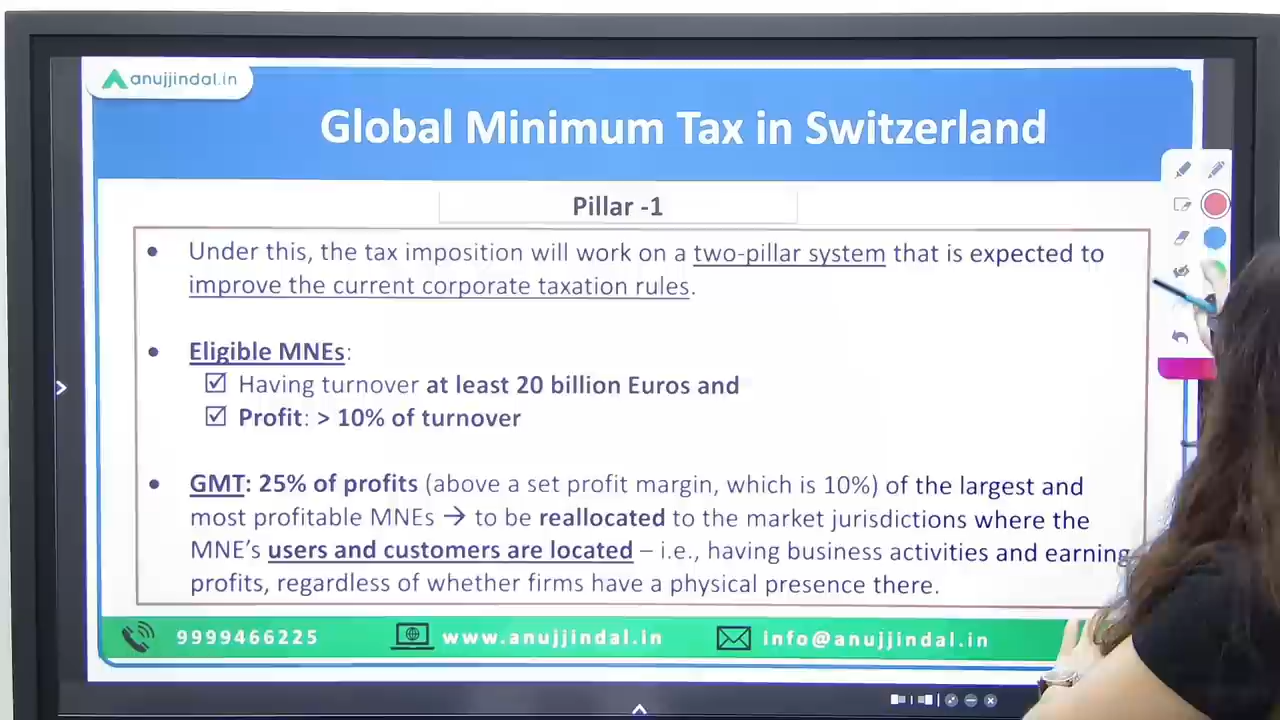 anujjindal.in
Global Minimum Tax in Switzerland
Pillar -1
• Under this, the tax imposition will work on a two-pillar system that is expected to
improve the current corporate taxation rules.
• Eligible MNEs:
☑ Having turnover at least 20 billion Euros and
☑ Profit: > 10% of turnover
• GMT: 25% of profits (above a set profit margin, which is 10%) of the largest and
most profitable MNEs → to be reallocated to the market jurisdictions where the
MNE's users and customers are located – i.e., having business activities and earning
profits, regardless of whether firms have a physical presence there.
9999466225 www.anujjindal.in info@anujjindal.in